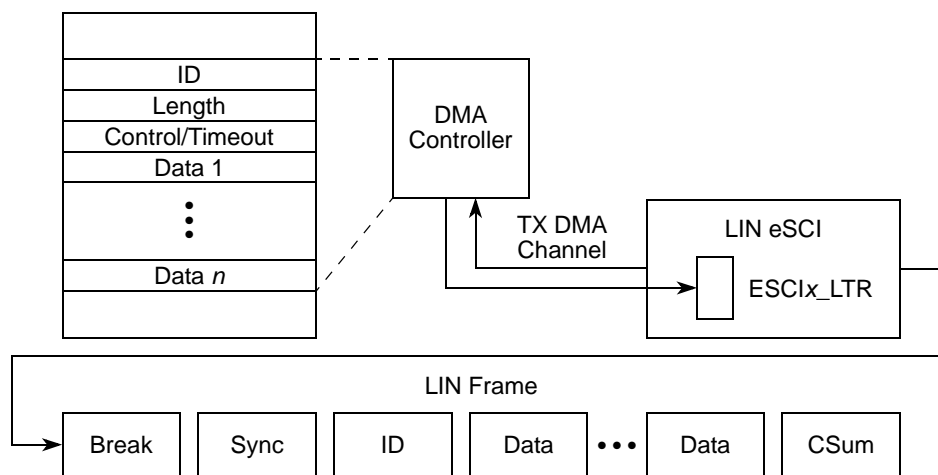 ID
Length
Control/Timeout
Data 1
Data n
DMA
Controller
TX DMA
Channel
LIN eSCI
ESCIx_LTR
LIN Frame
Break
Sync
ID
Data
Data
CSum